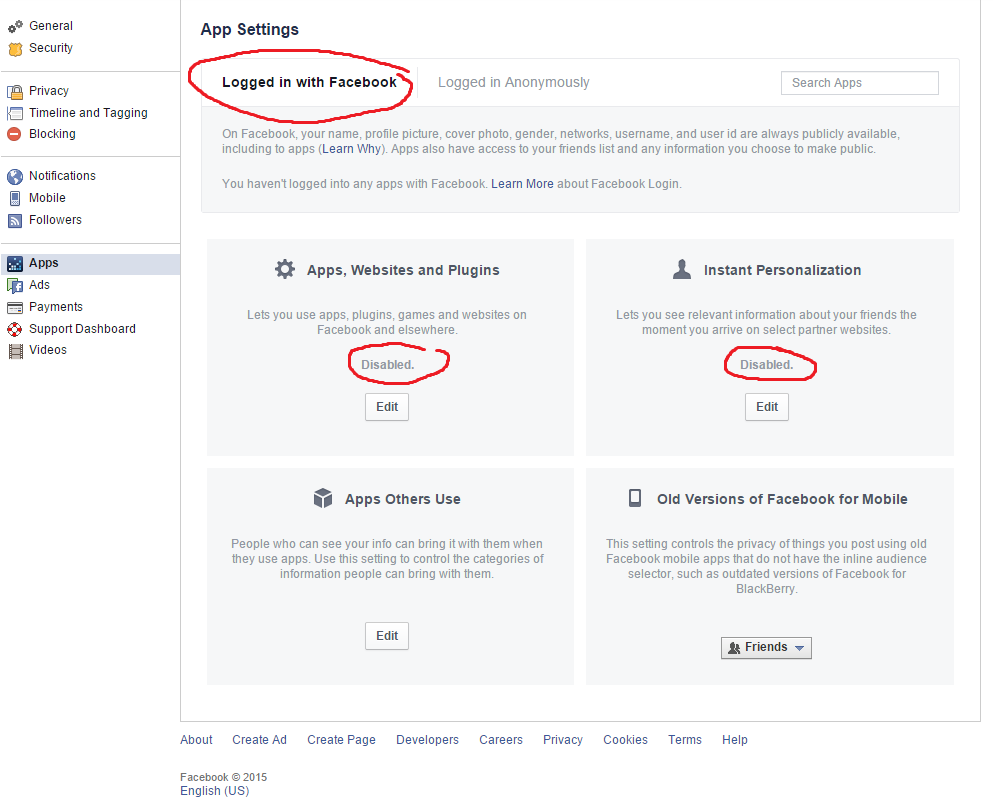 General
Security
Privacy
Timeline and Tagging
Blocking
Notifications
Mobile
Followers
Apps
Ads
Payments
Support Dashboard
Videos
App Settings
Logged in with Facebook
Logged in Anonymously
Search Apps
On Facebook, your name, profile picture, cover photo, gender, networks, username, and user id are always publicly available,
including to apps (Learn Why). Apps also have access to your friends list and any information you choose to make public.
You haven't logged into any apps with Facebook. Learn More about Facebook Login.
Apps, Websites and Plugins
Lets you use apps, plugins, games and websites on
Facebook and elsewhere.
Disabled.
Edit
Instant Personalization
Lets you see relevant information about your friends the
moment you arrive on select partner websites.
Disabled.
Edit
Apps Others Use
People who can see your info can bring it with them when
they use apps. Use this setting to control the categories of
information people can bring with them.
Edit
Old Versions of Facebook for Mobile
This setting controls the privacy of things you post using old
Facebook mobile apps that do not have the inline audience
selector, such as outdated versions of Facebook for
BlackBerry.
Friends
About Create Ad Create Page Developers Careers Privacy Cookies Terms Help
Facebook © 2015
English (US)